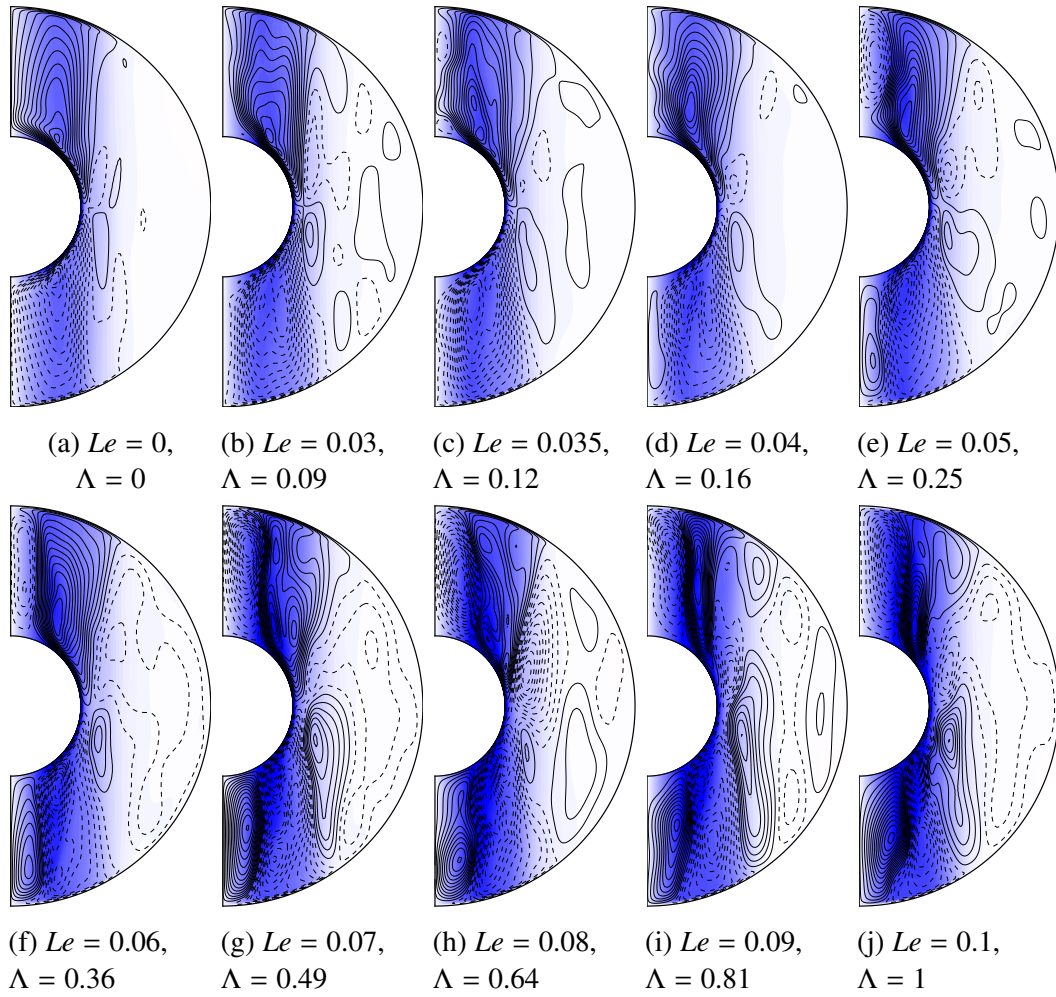 (a) Le = 0, (b) Le = 0.03, (c) Le = 0.035, (d) Le = 0.04, (e) Le = 0.05,
Λ = 0 Λ = 0.09 Λ = 0.12 Λ = 0.16 Λ = 0.25
(f) Le = 0.06, (g) Le = 0.07, (h) Le = 0.08, (i) Le = 0.09, (j) Le = 0.1,
Λ = 0.36 Λ = 0.49 Λ = 0.64 Λ = 0.81 Λ = 1